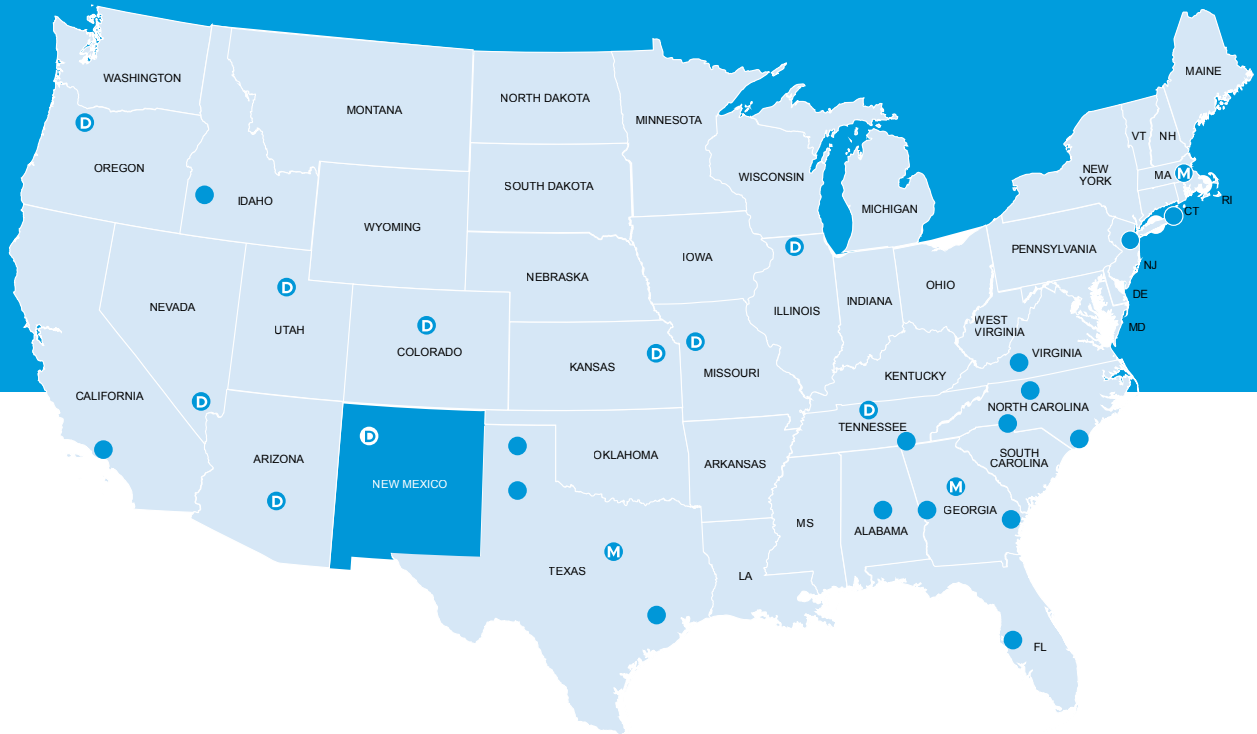 WASHINGTON
MONTANA
NORTH DAKOTA
MINNESOTA
MAINE
D
OREGON
IDAHO
SOUTH DAKOTA
WISCONSIN
MICHIGAN
VT
NH
NEW
YORK
MA
M
RI
CT
WYOMING
D
IOWA
PENNSYLVANIA
NJ
NEBRASKA
OHIO
DE
NEVADA
D
UTAH
D
COLORADO
ILLINOIS
INDIANA
WEST
VIRGINIA
MD
D
KANSAS
D
MISSOURI
VIRGINIA
KENTUCKY
CALIFORNIA
D
D
TENNESSEE
NORTH CAROLINA
D
ARIZONA
D
NEW MEXICO
OKLAHOMA
ARKANSAS
SOUTH
CAROLINA
M
GEORGIA
MS
ALABAMA
M
TEXAS
LA
FL